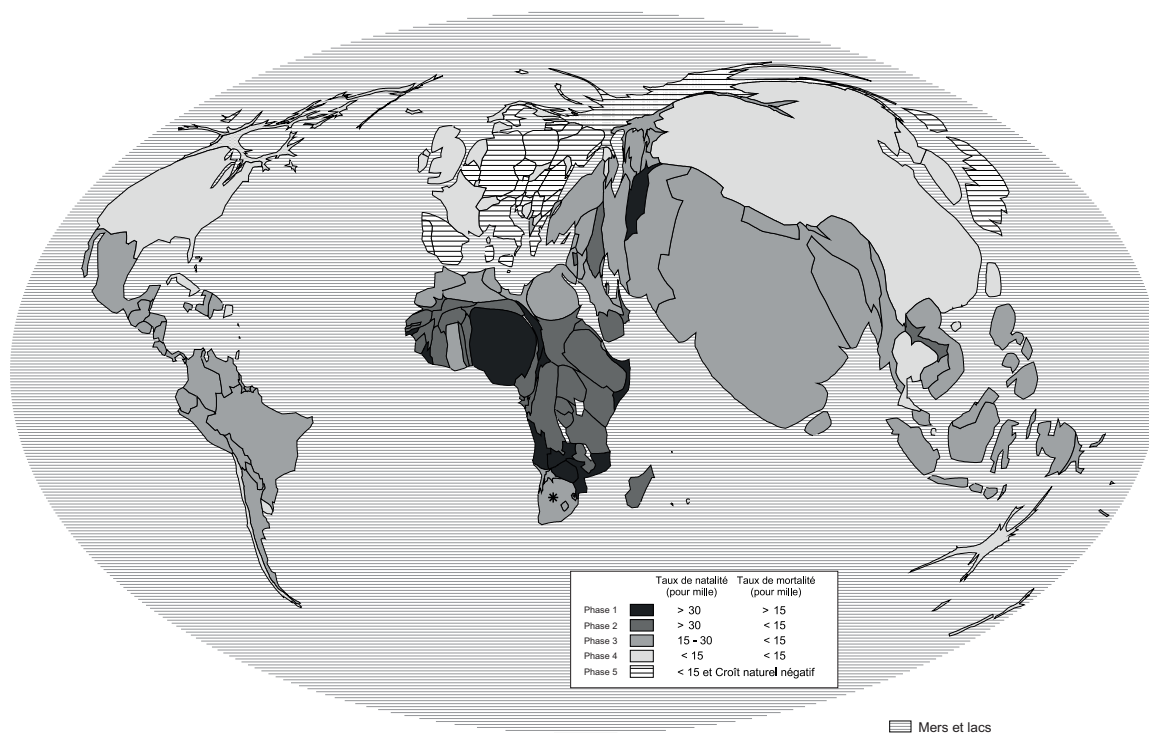 Taux de natalité Taux de mortalité
(pour mille) (pour mille)
Phase 1 > 30 > 15
Phase 2 > 30 < 15
Phase 3 15 - 30 < 15
Phase 4 < 15 < 15
Phase 5 < 15 et Croît naturel négatif
Mers et lacs